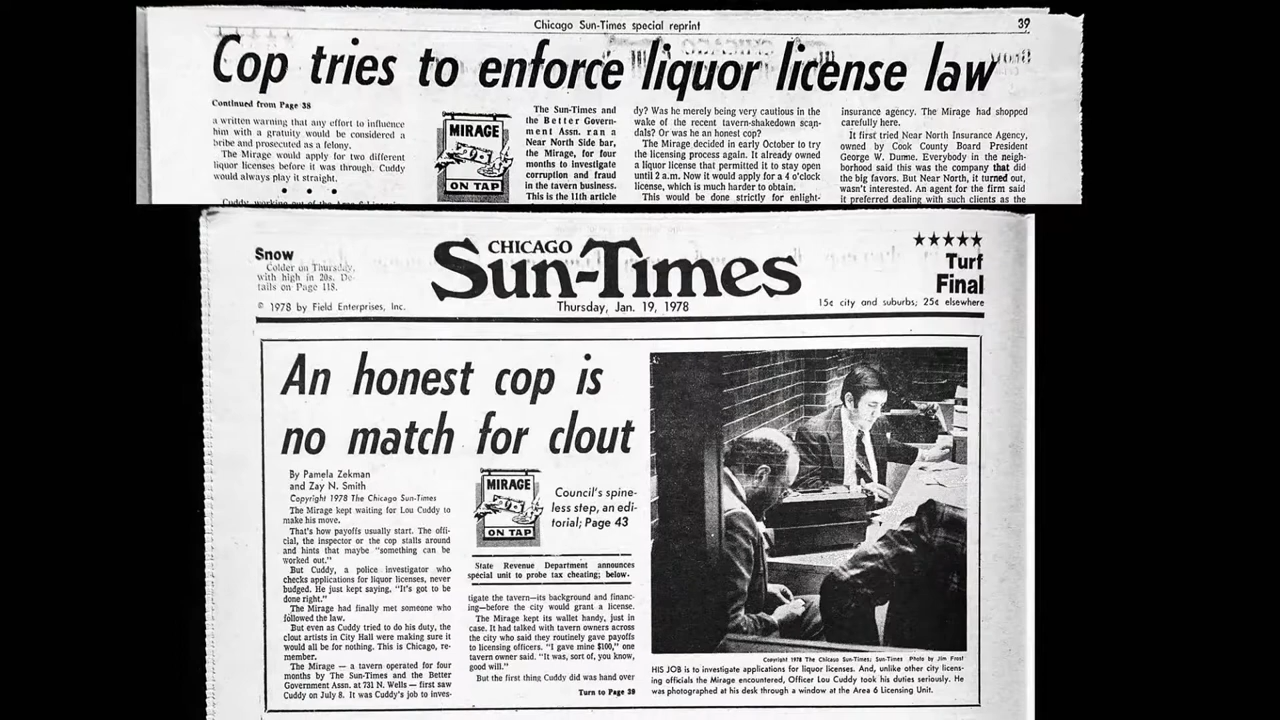 Chicago Sun-Times special reprint
39
Cop tries to enforce liquor license law
Continued from Page 38
a written warning that any effort to influence
him with a gratuity would be considered a
bribe and prosecuted as a felony.
The Mirage would apply for two different
liquor licenses before it was through. Cuddy
would always play it straight.
• • •
MIRAGE
ON TAP
The Sun-Times and
the Better Govern-
ment Assn. ran a
Near North Side bar,
the Mirage, for four
months to investigate
corruption and fraud
in the tavern business.
This is the 11th article
dy? Was he merely being very cautious in the
wake of the recent tavern-shakedown scan-
dals? Or was he an honest cop?
The Mirage decided in early October to try
the licensing process again. It already owned
a liquor license that permitted it to stay open
until 2 a.m. Now it would apply for a 4 o'clock
license, which is much harder to obtain.
This would be done strictly for enlight-
insurance agency. The Mirage had shopped
carefully here.
It first tried Near North Insurance Agency,
owned by Cook County Board President
George W. Dunne. Everybody in the neigh-
borhood said this was the company that did
the big favors. But Near North, it turned out,
wasn't interested. An agent for the firm said
it preferred dealing with such clients as the
Snow
Colder on Thursday,
with high in 20s. De-
tails on Page 118.
© 1978 by Field Enterprises, Inc.
CHICAGO
Sun-Times
Thursday, Jan. 19, 1978
★★★★★
Turf
Final
15¢ city and suburbs; 25¢ elsewhere
An honest cop is
no match for clout
By Pamela Zekman
and Zay N. Smith
Copyright 1978 The Chicago Sun-Times
The Mirage kept waiting for Lou Cuddy to
make his move.
That's how payoffs usually start. The offi-
cial, the inspector or the cop stalls around
and hints that maybe "something can be
worked out."
But Cuddy, a police investigator who
checks applications for liquor licenses, never
budged. He just kept saying, "It's got to be
done right."
The Mirage had finally met someone who
followed the law.
But even as Cuddy tried to do his duty, the
clout artists in City Hall were making sure it
would all be for nothing. This is Chicago, re-
member.
The Mirage — a tavern operated for four
months by The Sun-Times and the Better
Government Assn. at 731 N. Wells — first saw
Cuddy on July 8. It was Cuddy's job to inves-
MIRAGE
ON TAP
Council's spine-
less step, an edi-
torial; Page 43
State Revenue Department announces
special unit to probe tax cheating; below.
tigate the tavern—its background and financ-
ing—before the city would grant a license.
The Mirage kept its wallet handy, just in
case. It had talked with tavern owners across
the city who said they routinely gave payoffs
to licensing officers. "I gave mine $100," one
tavern owner said. "It was, sort of, you know,
good will."
But the first thing Cuddy did was hand over
Turn to Page 39
Copyright 1978 The Chicago Sun-Times; Sun-Times Photo by Jim Frost
HIS JOB is to investigate applications for liquor licenses. And, unlike other city licens-
ing officials the Mirage encountered, Officer Lou Cuddy took his duties seriously. He
was photographed at his desk through a window at the Area 6 Licensing Unit.